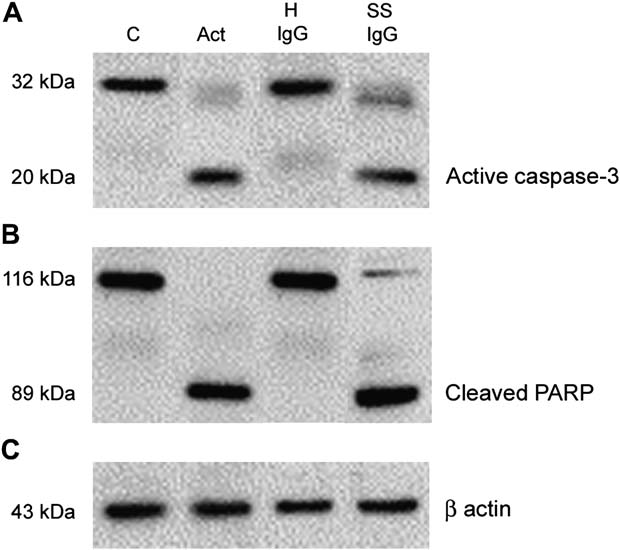 A
C
Act
H
IgG
SS
IgG
32 kDa
20 kDa
Active caspase-3
B
116 kDa
89 kDa
Cleaved PARP
C
43 kDa
β actin